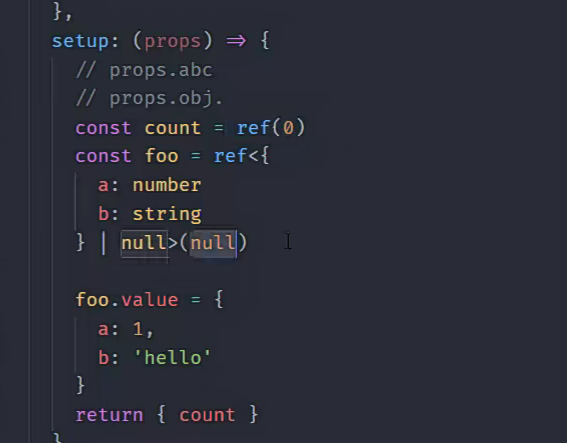 },
setup: (props) => {
// props.abc
// props.obj.
const count = ref(0)
const foo = ref<{
a: number
b: string
} | null>(null)
foo.value = {
a: 1,
b: 'hello'
}
return { count }
}